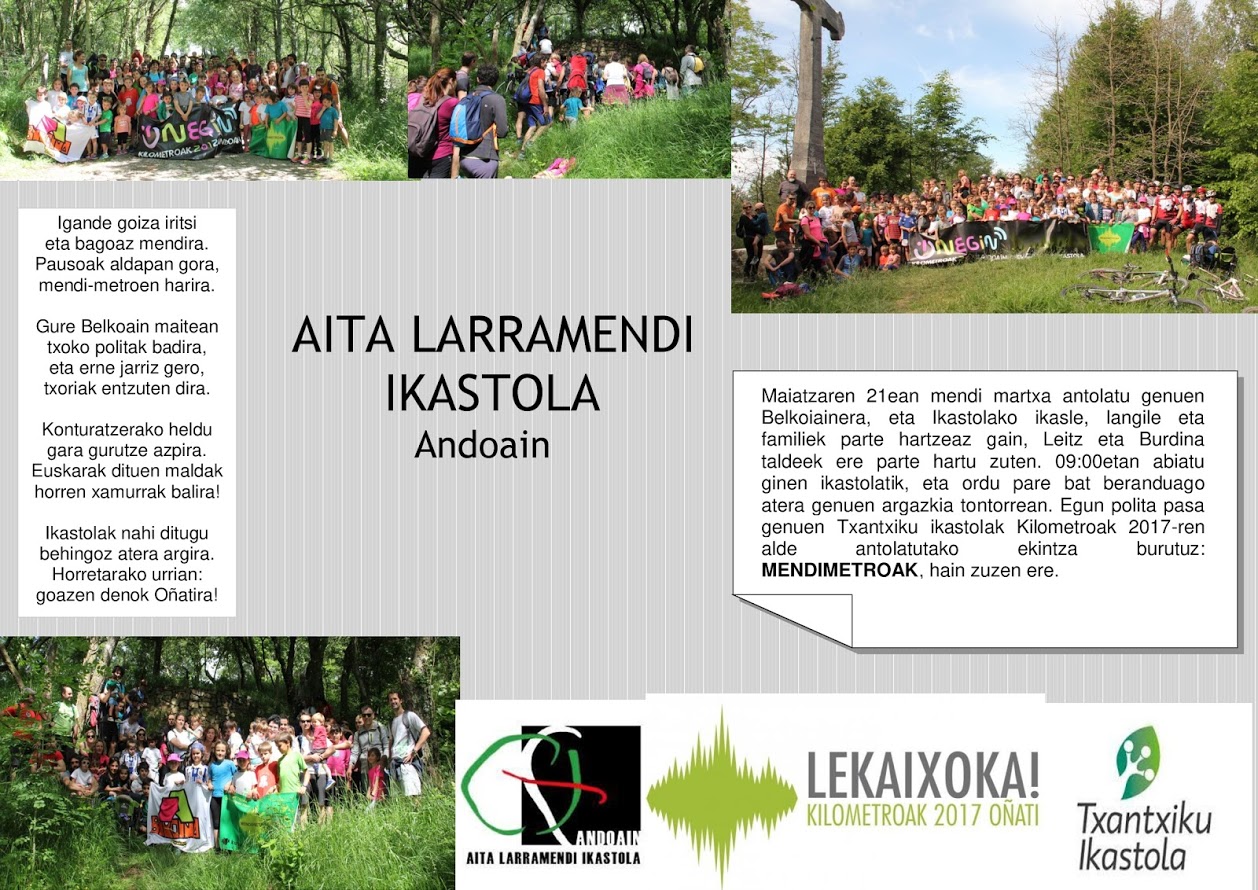 UNEGIN
KILOMETROAK 2017
UNEGIN
KILOMETROAK
IKASTOLA
Igande goiza iritsi
eta bagoaz mendira.
Pausoak aldapan gora,
mendi-metroen harira.
Gure Belkoain maitean
txoko politak badira,
eta erne jarriz gero,
txoriak entzuten dira.
Konturatzerako heldu
gara gurutze azpira.
Euskarak dituen maldak
horren xamurrak balira!
Ikastolak nahi ditugu
behingoz atera argira.
Horretarako urrian:
goazen denok Oñatira!
AITA LARRAMENDI
IKASTOLA
Andoain
Maiatzaren 21ean mendi martxa antolatu genuen
Belkoiainera, eta Ikastolako ikasle, langile eta
familiek parte hartzeaz gain, Leitz eta Burdina
taldeek ere parte hartu zuten. 09:00etan abiatu
ginen ikastolatik, eta ordu pare bat beranduago
atera genuen argazkia tontorrean. Egun polita pasa
genuen Txantxiku ikastolak Kilometroak 2017-ren
alde antolatutako ekintza burutuz:
MENDIMETROAK, hain zuzen ere.
ANDOAIN
AITA LARRAMENDI IKASTOLA
LEKAIXOKA!
KILOMETROAK 2017 OÑATI
Txantxiku
Ikastola